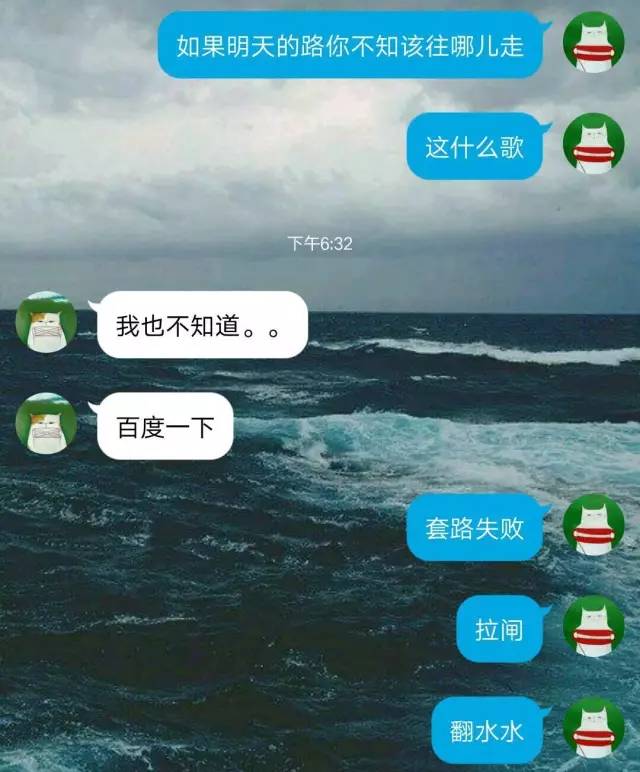 如果明天的路你不知该往哪儿走
这什么歌
下午6:32
我也不知道。。
百度一下
套路失败
拉闸
翻水水